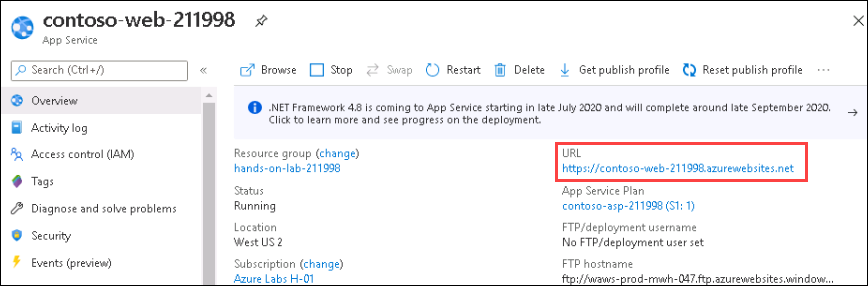 contoso-web-211998
App Service
Search (Ctrl+/)
«
Browse Stop Swap Restart Delete Get publish profile Reset publish profile ...
Overview
Activity log
Access control (IAM)
Tags
Diagnose and solve problems
Security
Events (preview)
.NET Framework 4.8 is coming to App Service starting in late July 2020 and will complete around late September 2020.
Click to learn more and see progress on the deployment.
Resource group (change)
hands-on-lab-211998
Status
Running
Location
West US 2
Subscription (change)
Azure Labs H-01
URL
https://contoso-web-211998.azurewebsites.net
App Service Plan
contoso-asp-211998 (S1: 1)
FTP/deployment username
No FTP/deployment user set
FTP hostname
ftp://waws-prod-mwh-047.ftp.azurewebsites.window...